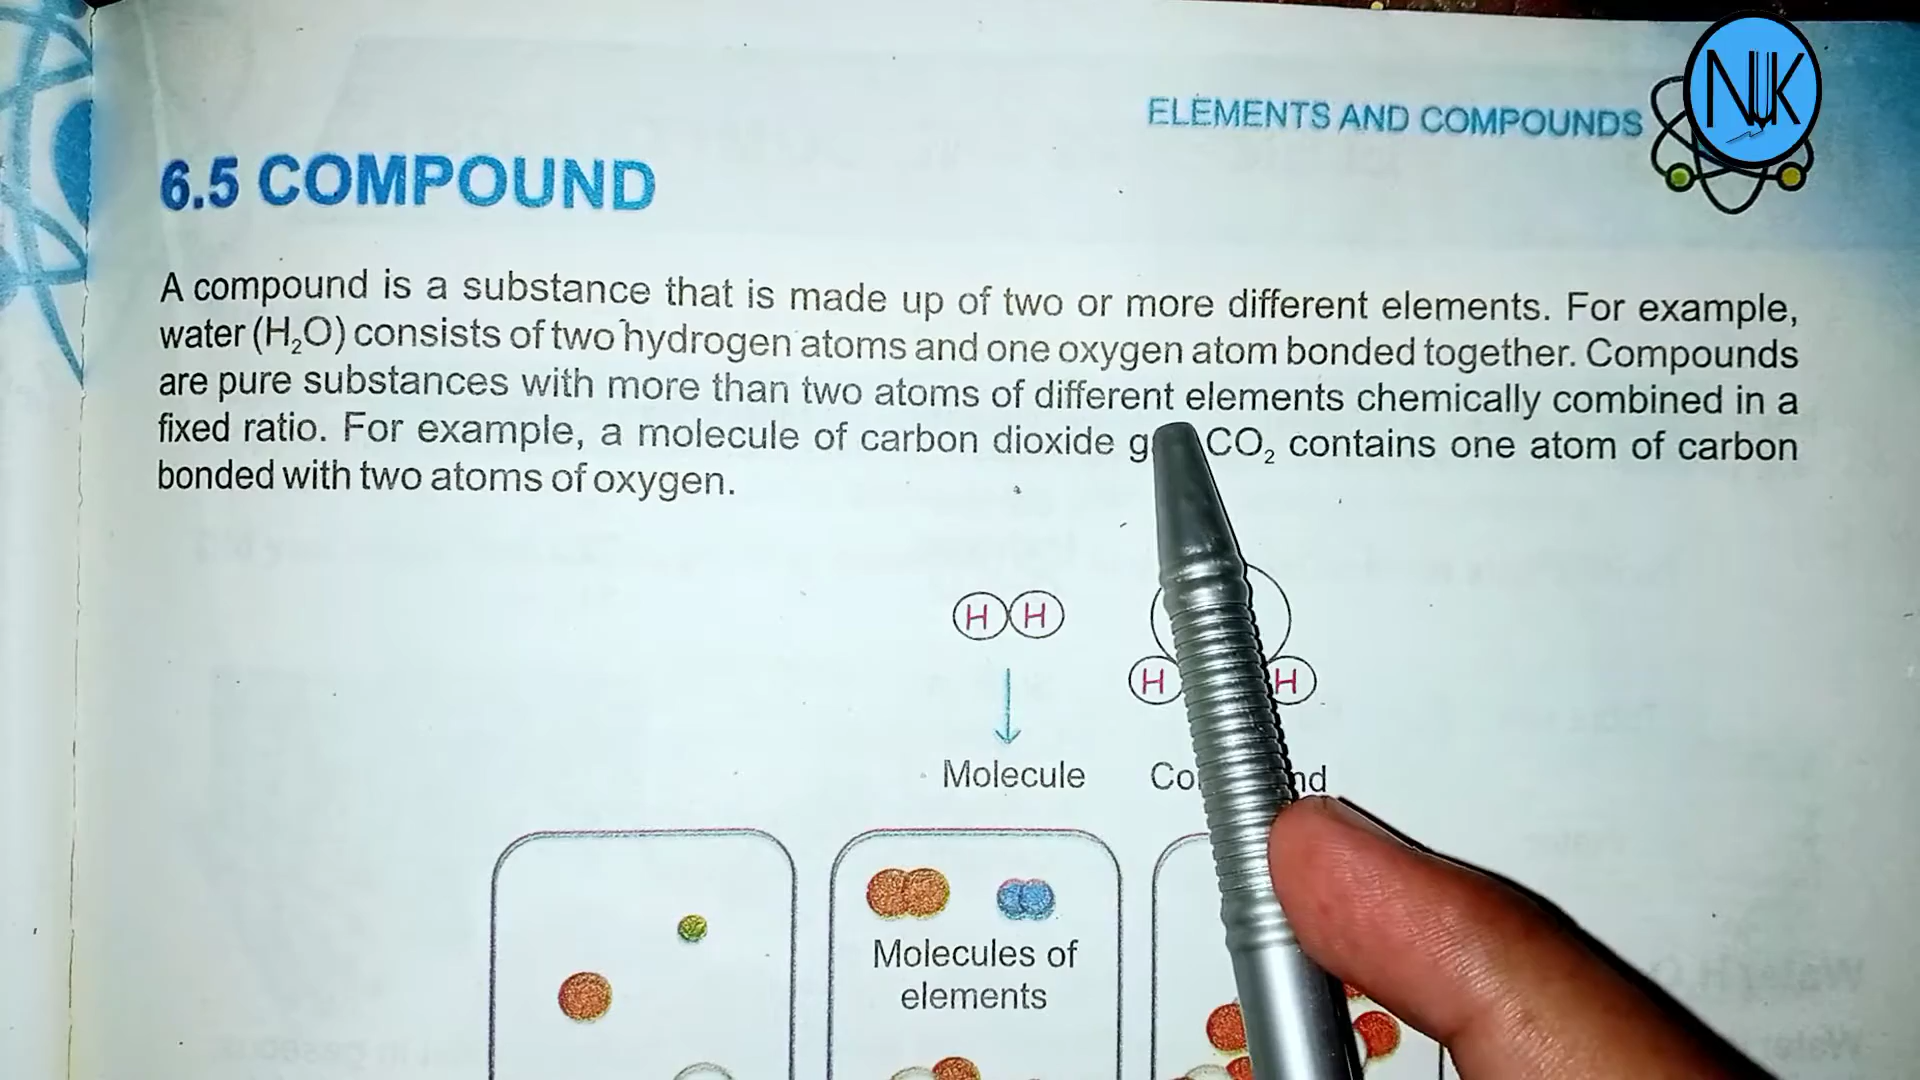 NUK
ELEMENTS AND COMPOUNDS
6.5 COMPOUND
A compound is a substance that is made up of two or more different elements. For example,
water (H₂O) consists of two hydrogen atoms and one oxygen atom bonded together. Compounds
are pure substances with more than two atoms of different elements chemically combined in a
fixed ratio. For example, a molecule of carbon dioxide CO₂ contains one atom of carbon
bonded with two atoms of oxygen.
H H
H H
Molecule
Molecules of
elements